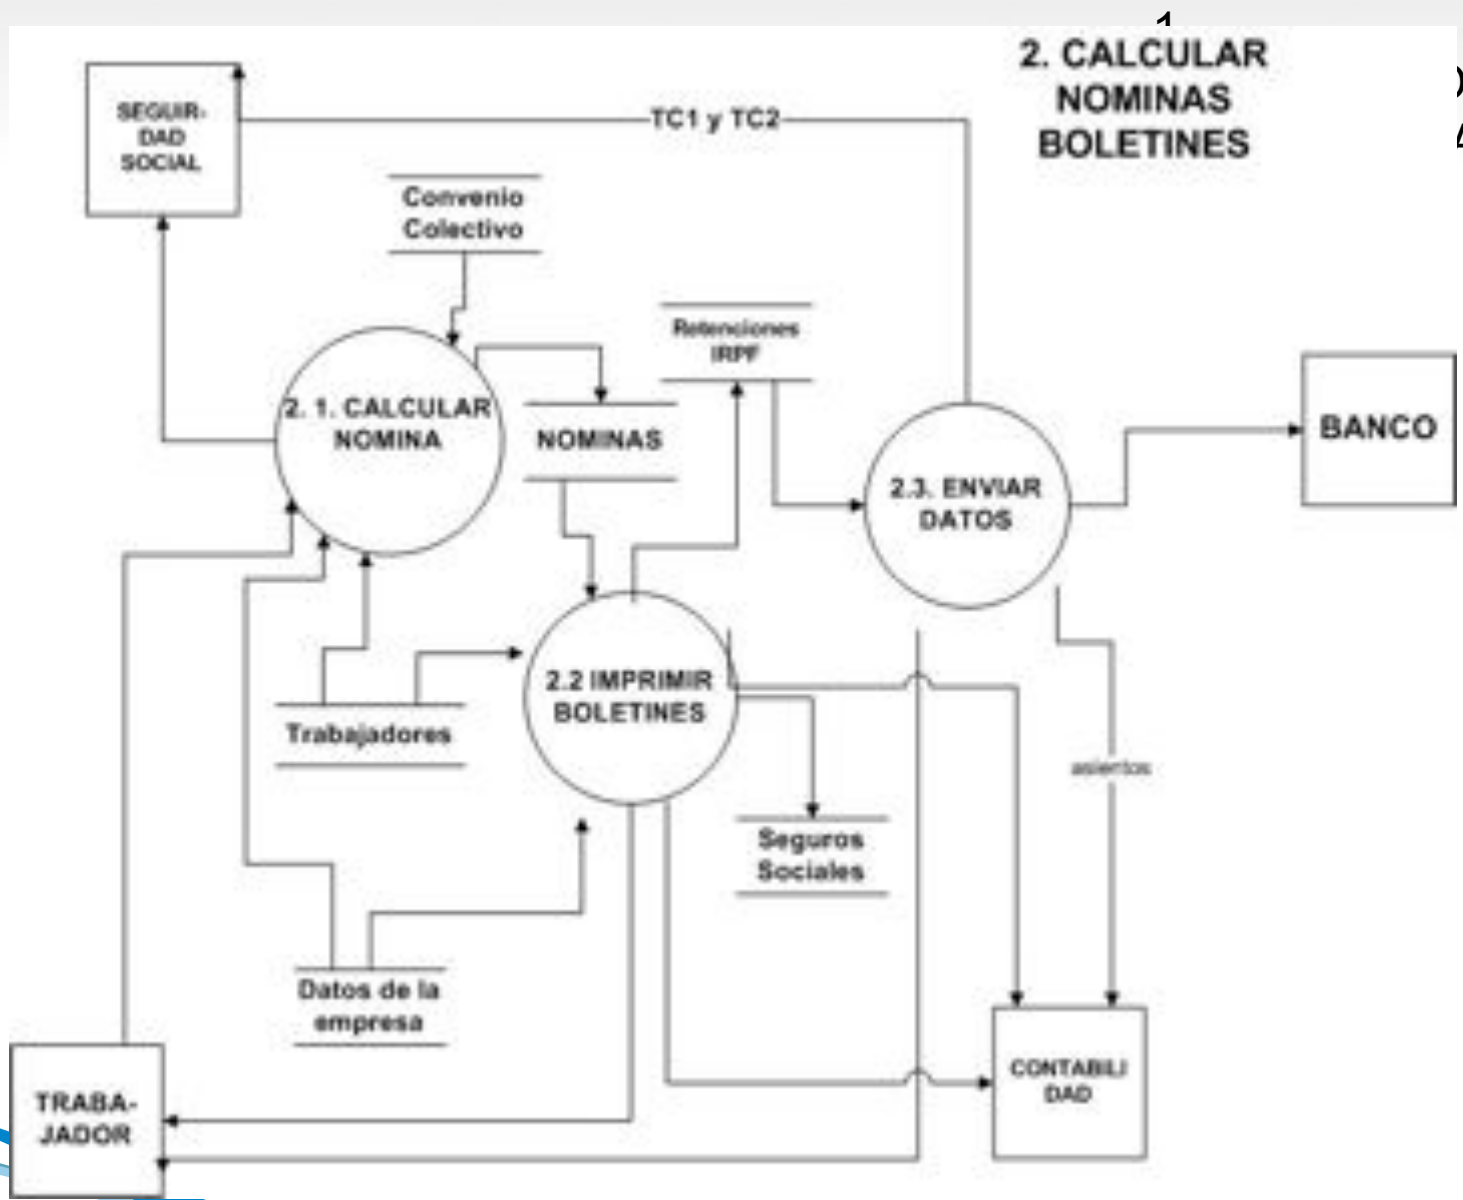 1
2. CALCULAR
NOMINAS
BOLETINES
SEGUIR-
DAD
SOCIAL
TC1 y TC2
Convenio
Colectivo
Retenciones
IRPF
2. 1. CALCULAR
NOMINA
NOMINAS
BANCO
2.3. ENVIAR
DATOS
2.2 IMPRIMIR
BOLETINES
Trabajadores
asientos
Seguros
Sociales
Datos de la
empresa
CONTABILI
DAD
TRABA-
JADOR